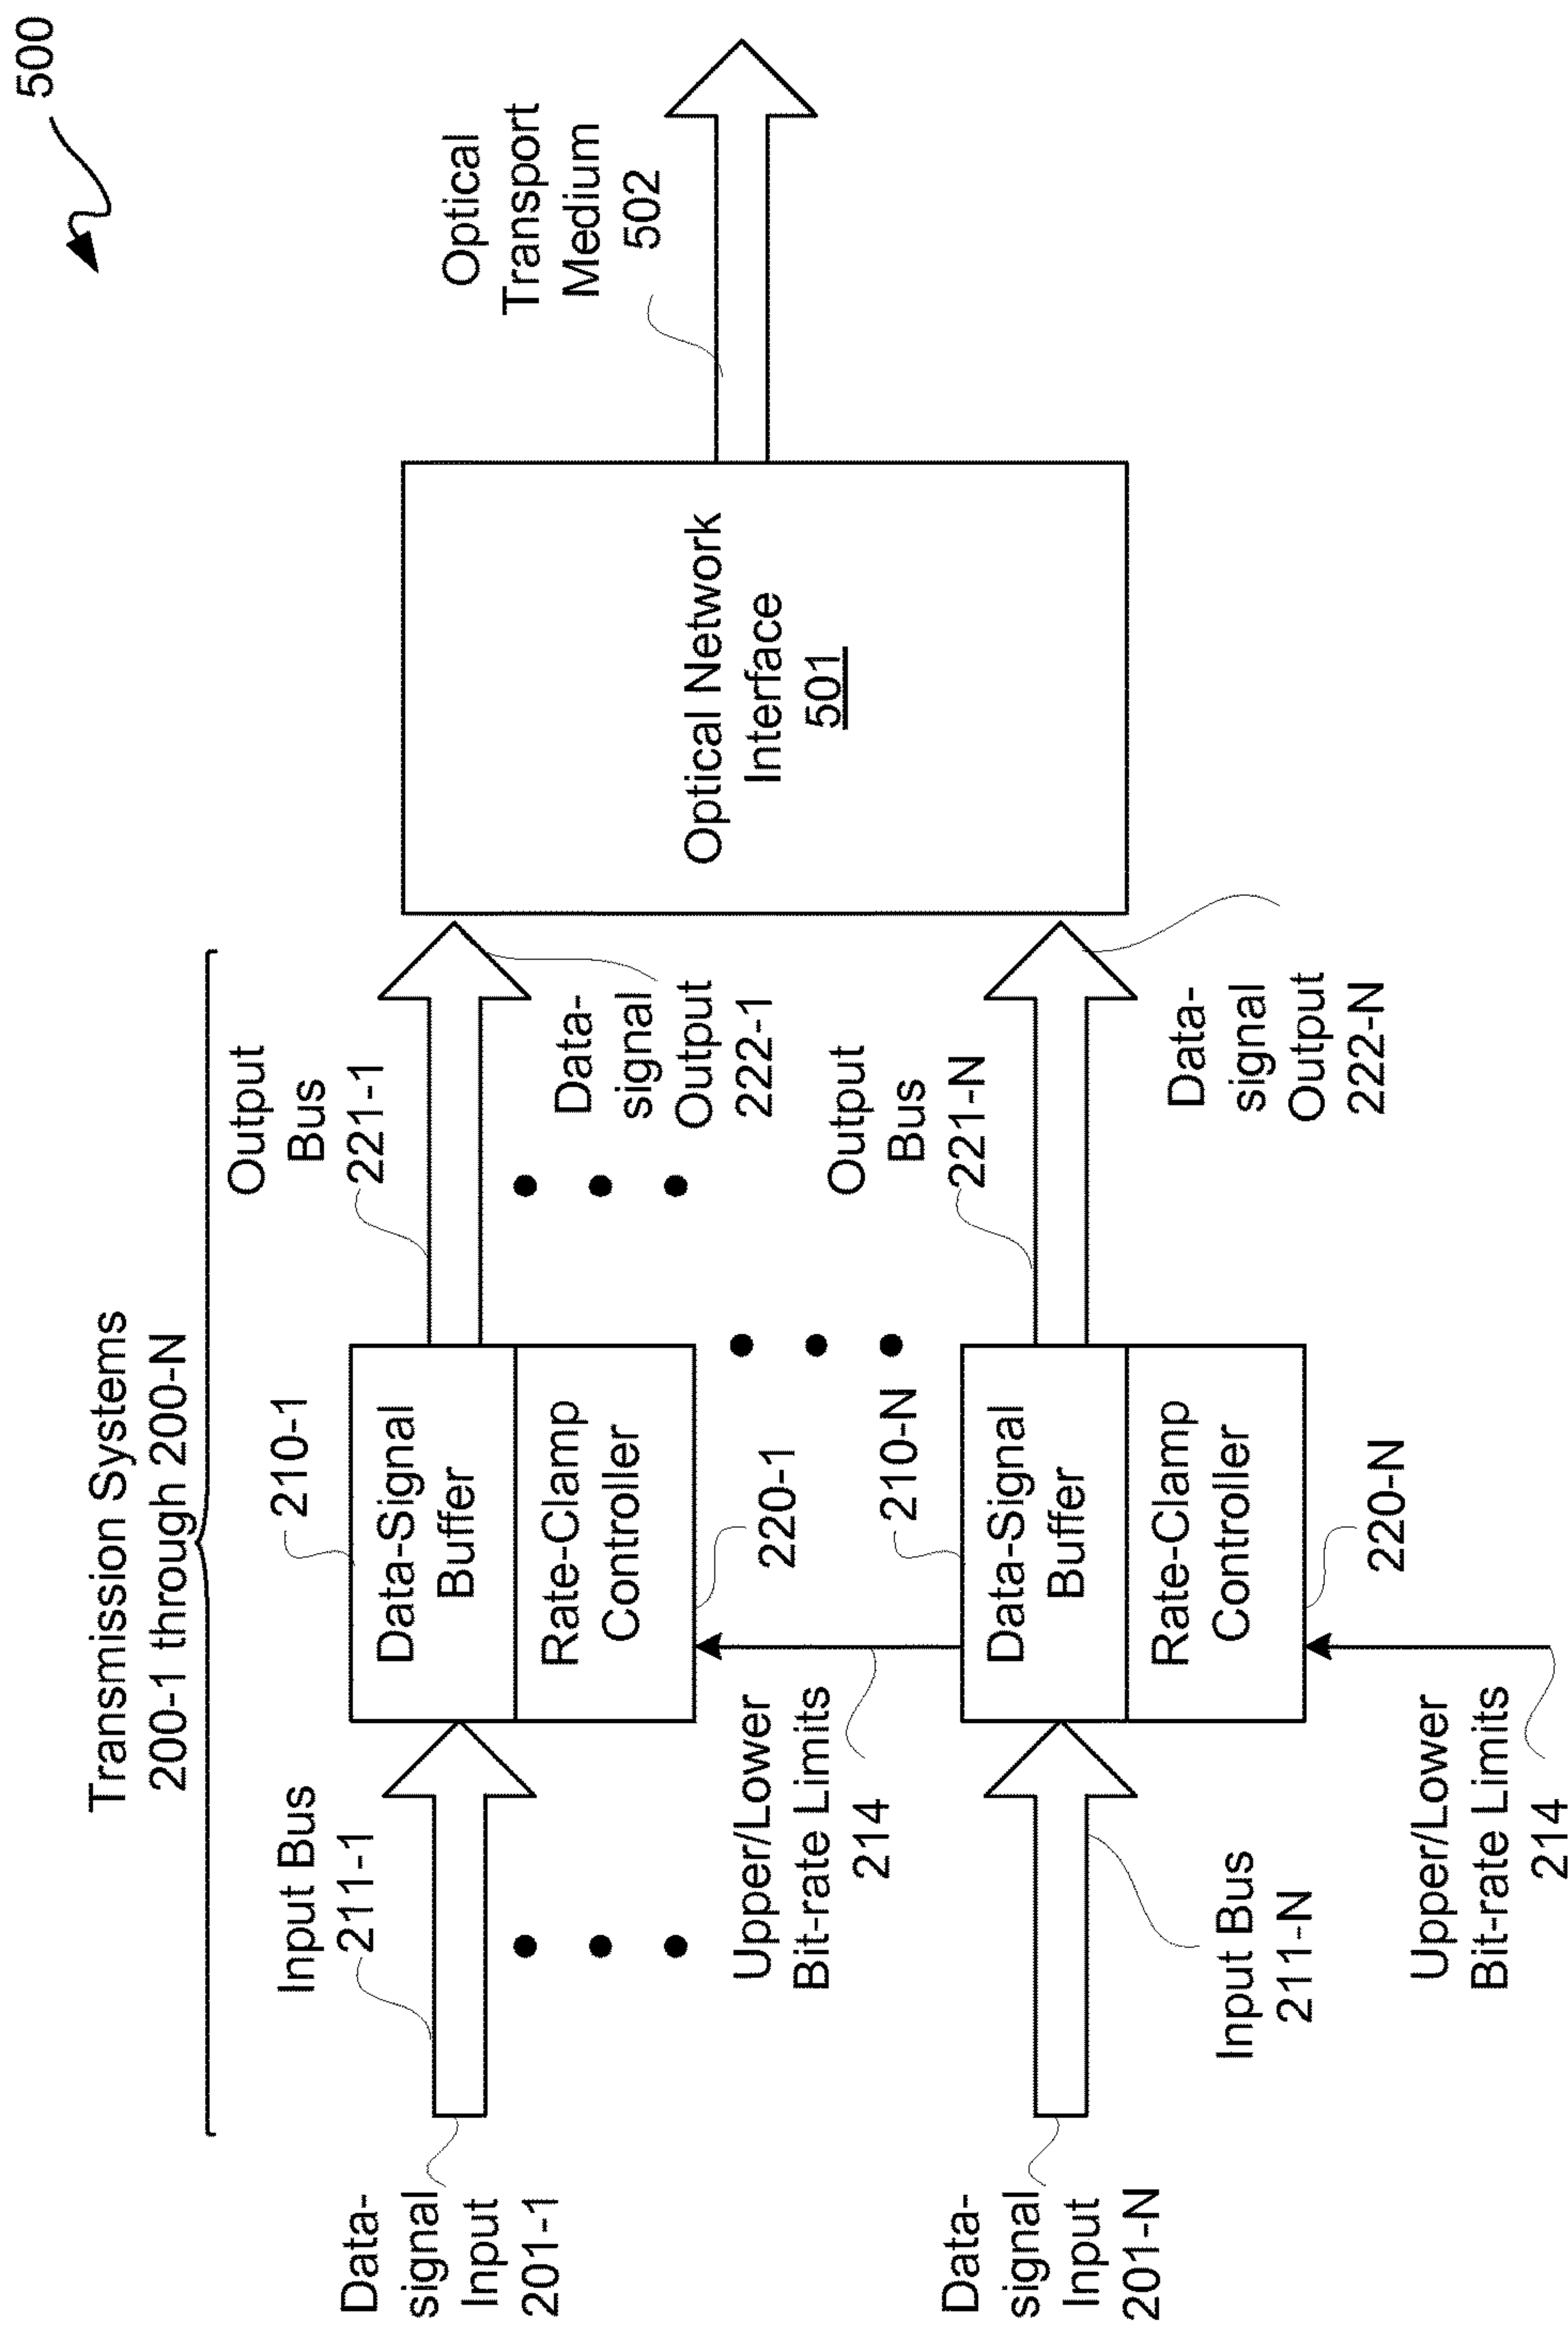 500
Transmission Systems
200-1 through 200-N
Input Bus
211-1
210-1
Output
Bus
221-1
Data-
signal
Input
201-1
Data-Signal
Buffer
Rate-Clamp
Controller
220-1
Data-
signal
Output
222-1
Upper/Lower
Bit-rate Limits
214
Optical Network
Interface
501
Optical
Transport
Medium
502
210-N
Output
Bus
221-N
Data-
signal
Input
201-N
Data-Signal
Buffer
Rate-Clamp
Controller
220-N
Input Bus
211-N
Data-
signal
Output
222-N
Upper/Lower
Bit-rate Limits
214